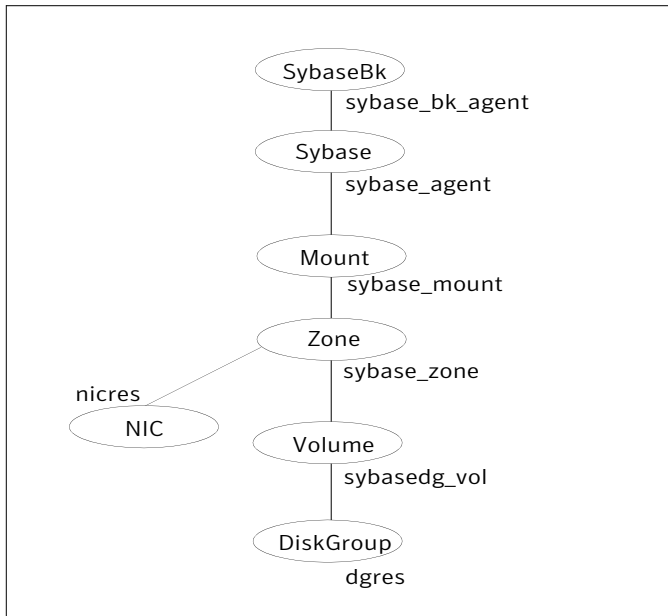 SybaseBk
sybase_bk_agent
Sybase
sybase_agent
Mount
sybase_mount
Zone
sybase_zone
nicres
NIC
Volume
sybasedg_vol
DiskGroup
dgres